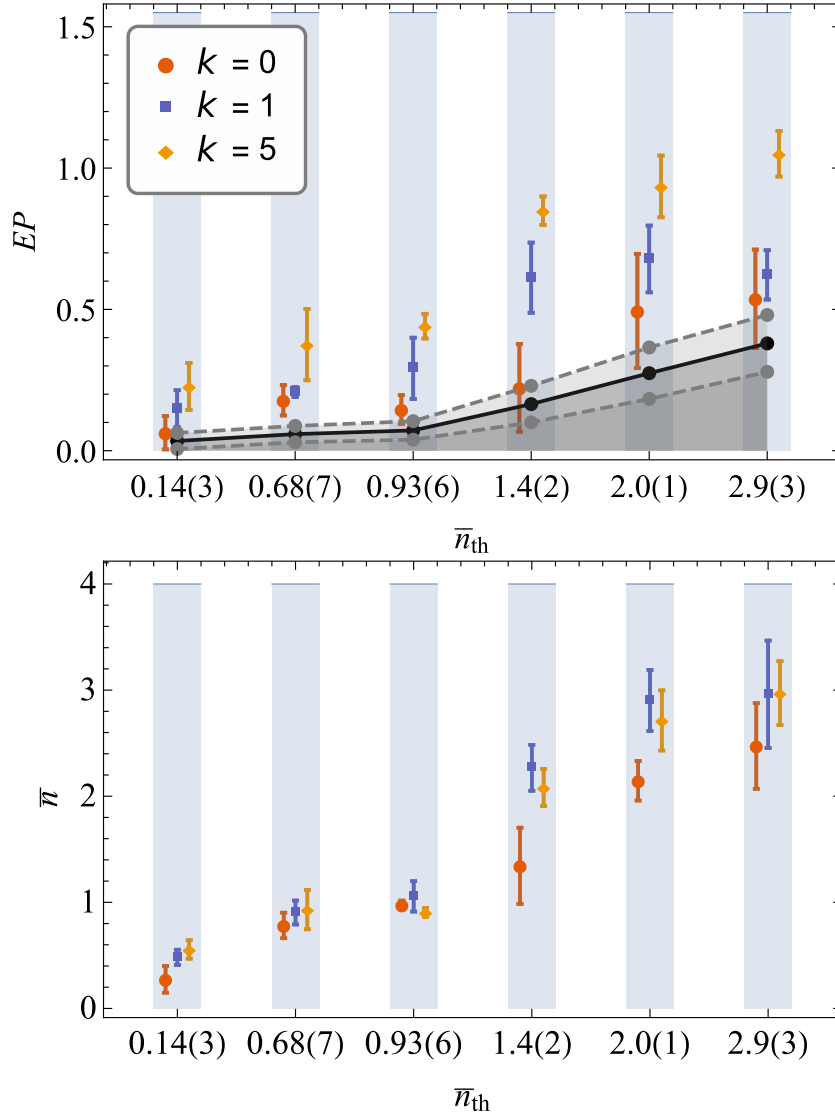 1.5
k = 0
k = 1
k = 5
1.0
EP
0.5
0.0
0.14(3) 0.68(7) 0.93(6) 1.4(2) 2.0(1) 2.9(3)
n̅th
4
3
n̅
2
1
0
0.14(3) 0.68(7) 0.93(6) 1.4(2) 2.0(1) 2.9(3)
n̅th